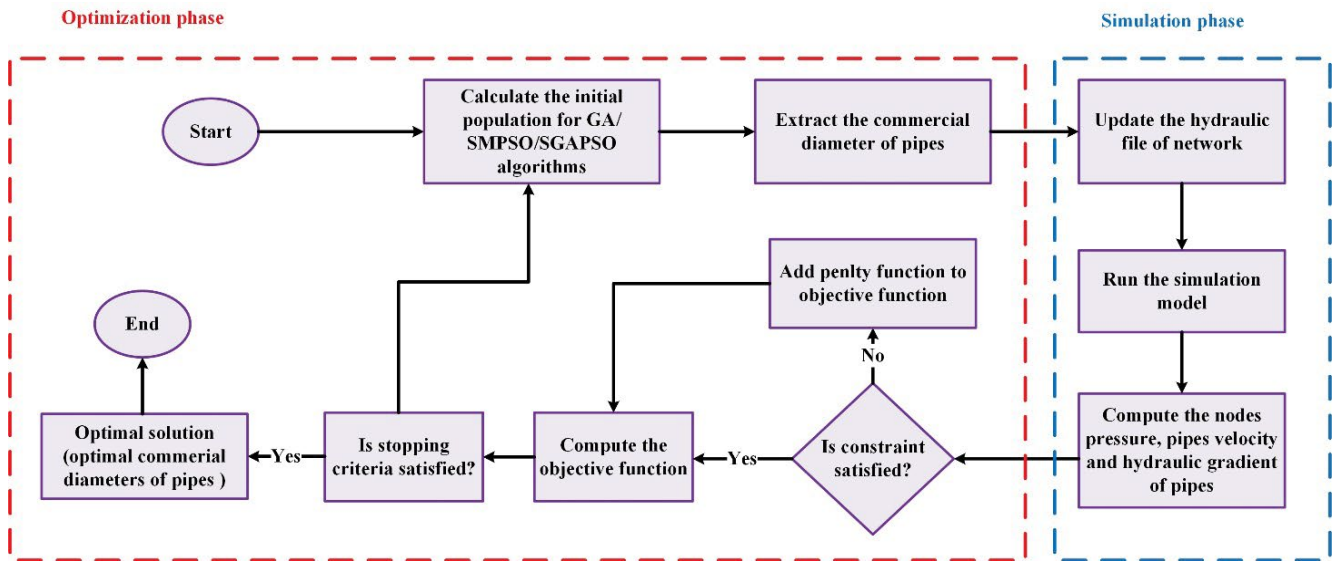 Optimization phase
Simulation phase
Start
Calculate the initial
population for GA/
SMPSO/SGAPSO
algorithms
Extract the commercial
diameter of pipes
Update the hydraulic
file of network
Run the simulation
model
Compute the nodes
pressure, pipes velocity
and hydraulic gradient
of pipes
Is constraint
satisfied?
No
Add penlty function to
objective function
Yes
Compute the
objective function
Is stopping
criteria satisfied?
Yes
Optimal solution
(optimal commerial
diameters of pipes )
End